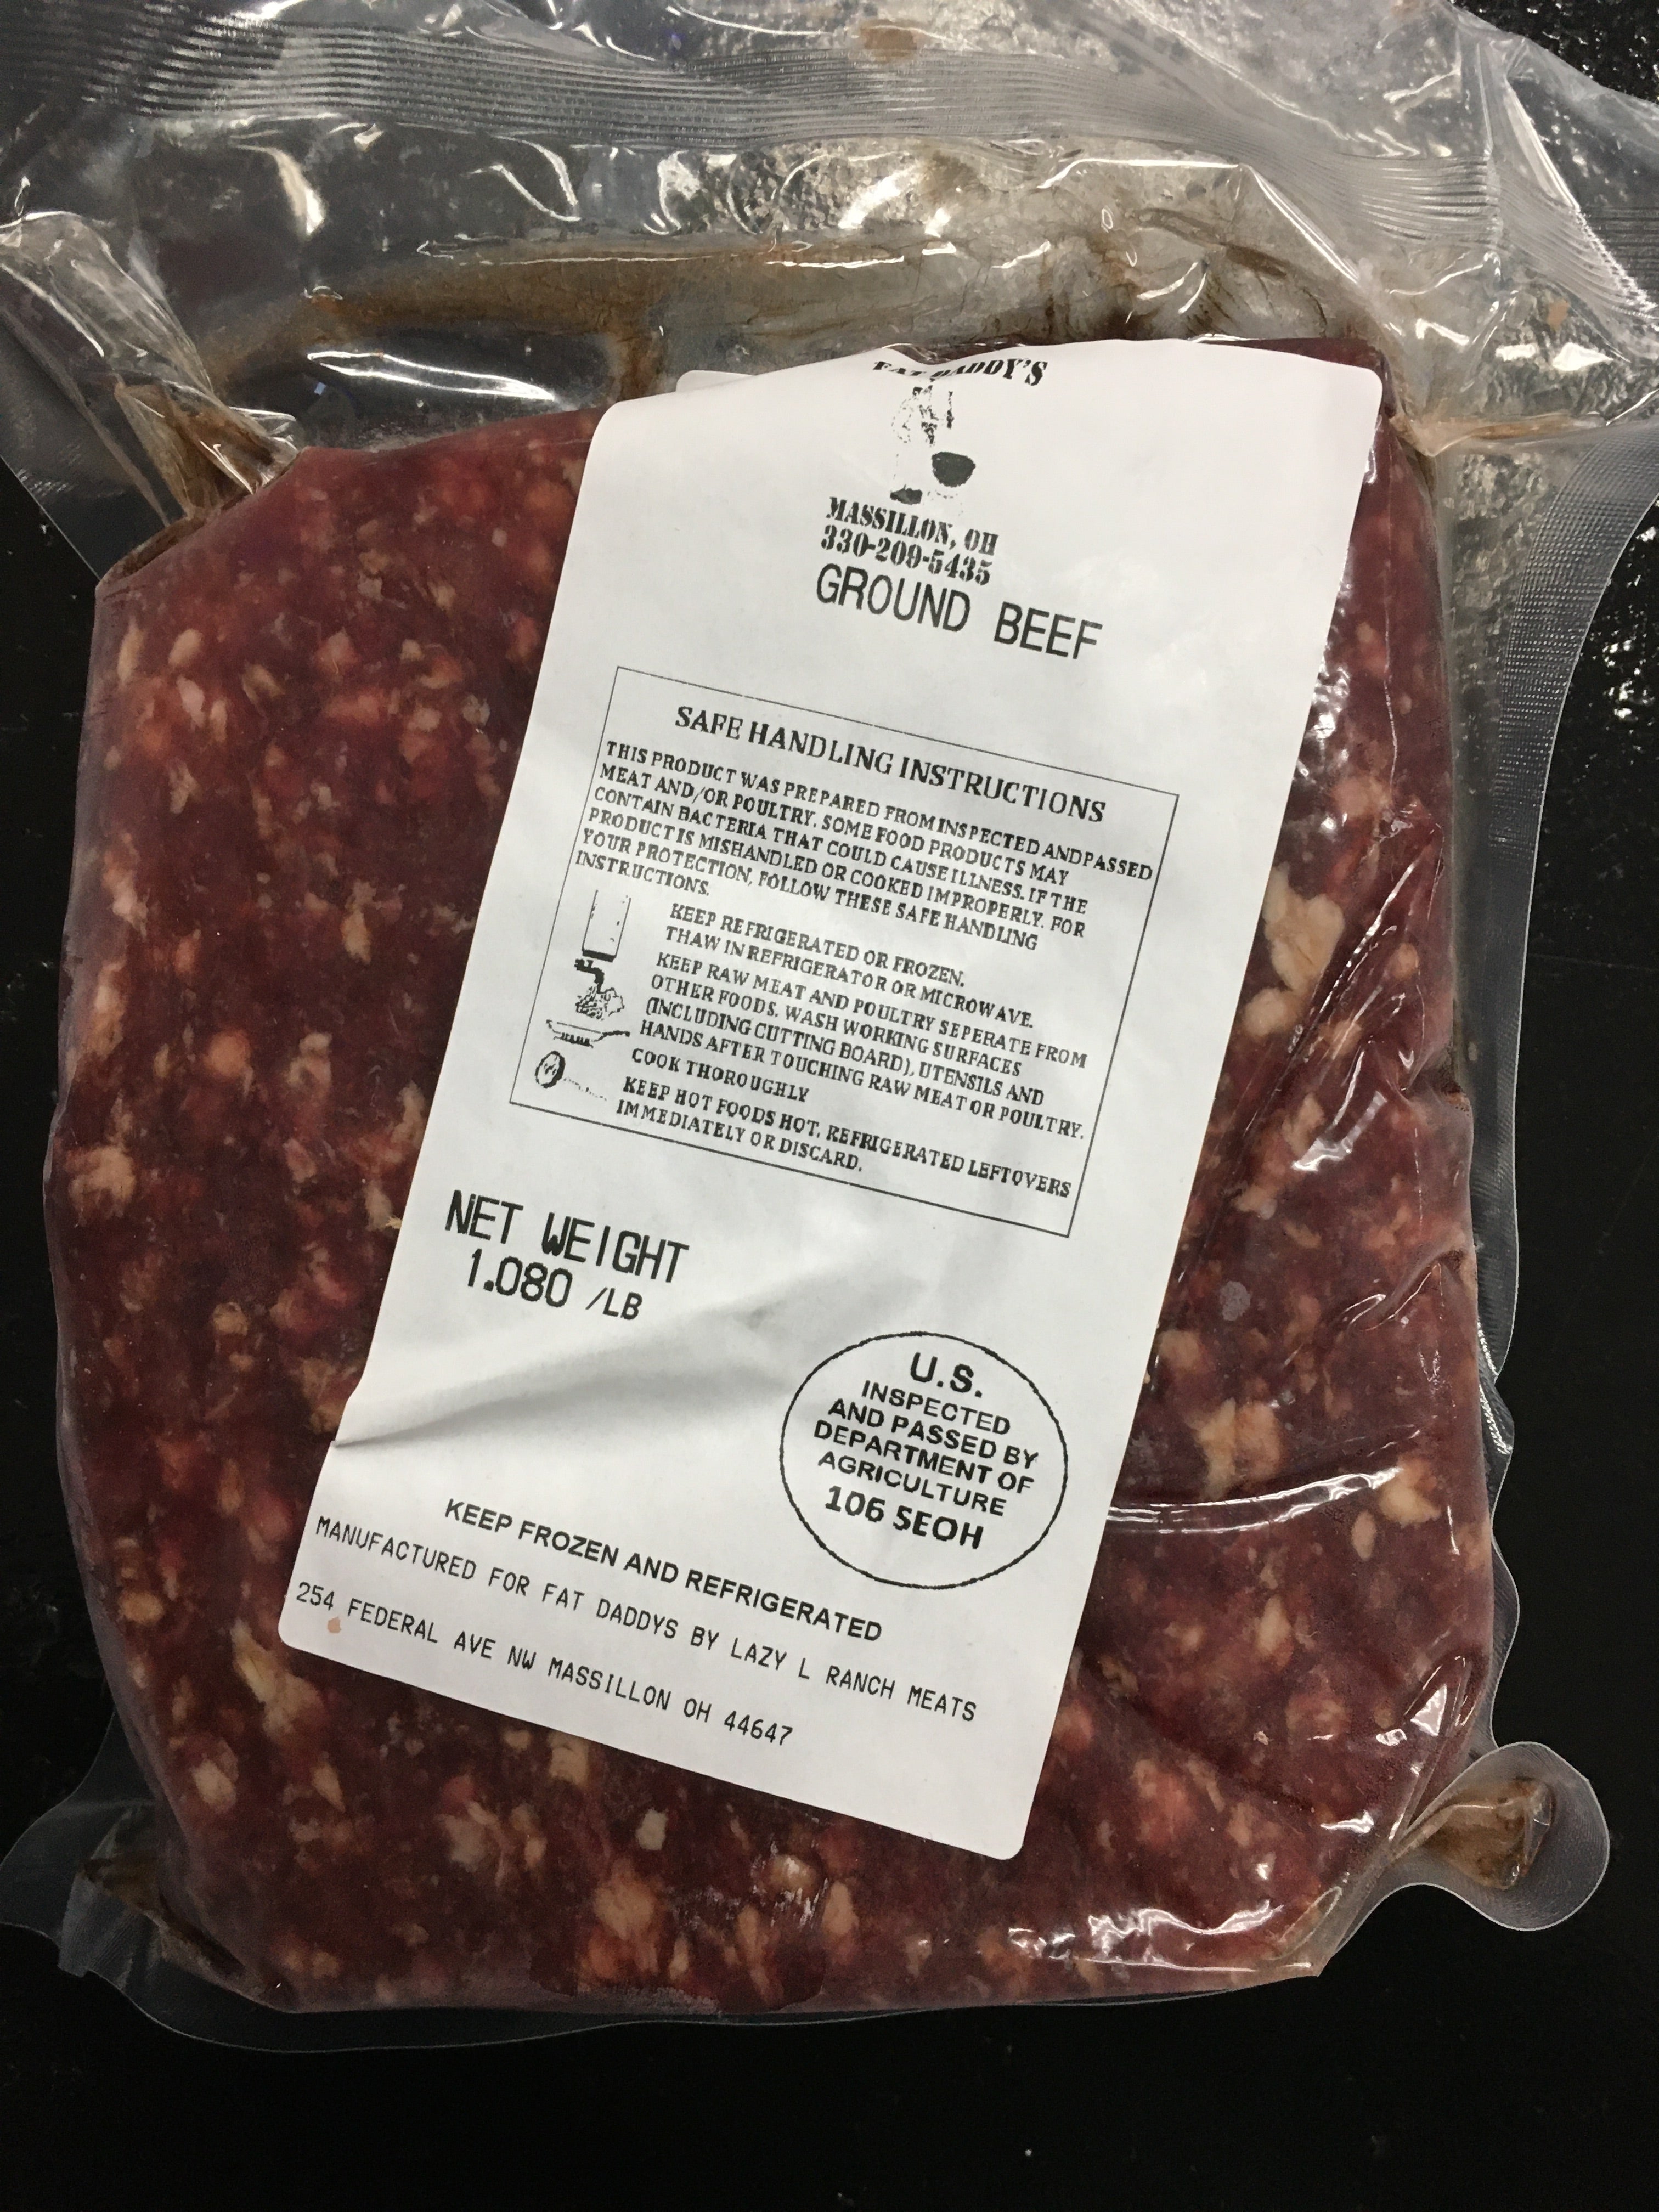 FAT DADDY'S
MASSILLON, OH
330-209-5435
GROUND BEEF
SAFE HANDLING INSTRUCTIONS
THIS PRODUCT WAS PREPARED FROM INSPECTED AND PASSED
MEAT AND/OR POULTRY. SOME FOOD PRODUCTS MAY
CONTAIN BACTERIA THAT COULD CAUSE ILLNESS. IF THE
PRODUCT IS MISHANDLED OR COOKED IMPROPERLY. FOR
YOUR PROTECTION, FOLLOW THESE SAFE HANDLING
INSTRUCTIONS.
KEEP REFRIGERATED OR FROZEN.
THAW IN REFRIGERATOR OR MICROWAVE.
KEEP RAW MEAT AND POULTRY SEPERATE FROM
OTHER FOODS. WASH WORKING SURFACES
(INCLUDING CUTTING BOARD), UTENSILS AND
HANDS AFTER TOUCHING RAW MEAT OR POULTRY.
COOK THOROUGHLY
KEEP HOT FOODS HOT. REFRIGERATED LEFTOVERS
IMMEDIATELY OR DISCARD.
NET WEIGHT
1.080 /LB
U.S.
INSPECTED
AND PASSED BY
DEPARTMENT OF
AGRICULTURE
106 SEOH
KEEP FROZEN AND REFRIGERATED
MANUFACTURED FOR FAT DADDYS BY LAZY L RANCH MEATS
254 FEDERAL AVE NW MASSILLON OH 44647